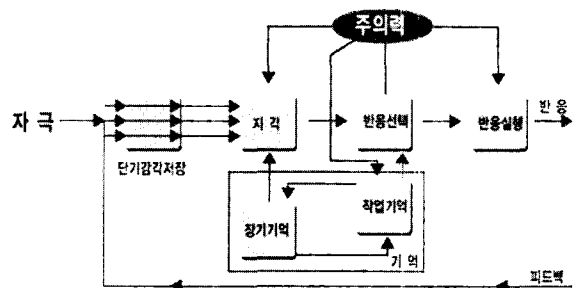 주의력
자극
지각
반응선택
반응실행
반응
단기감각저장
장기기억
작업기억
기억
피드백